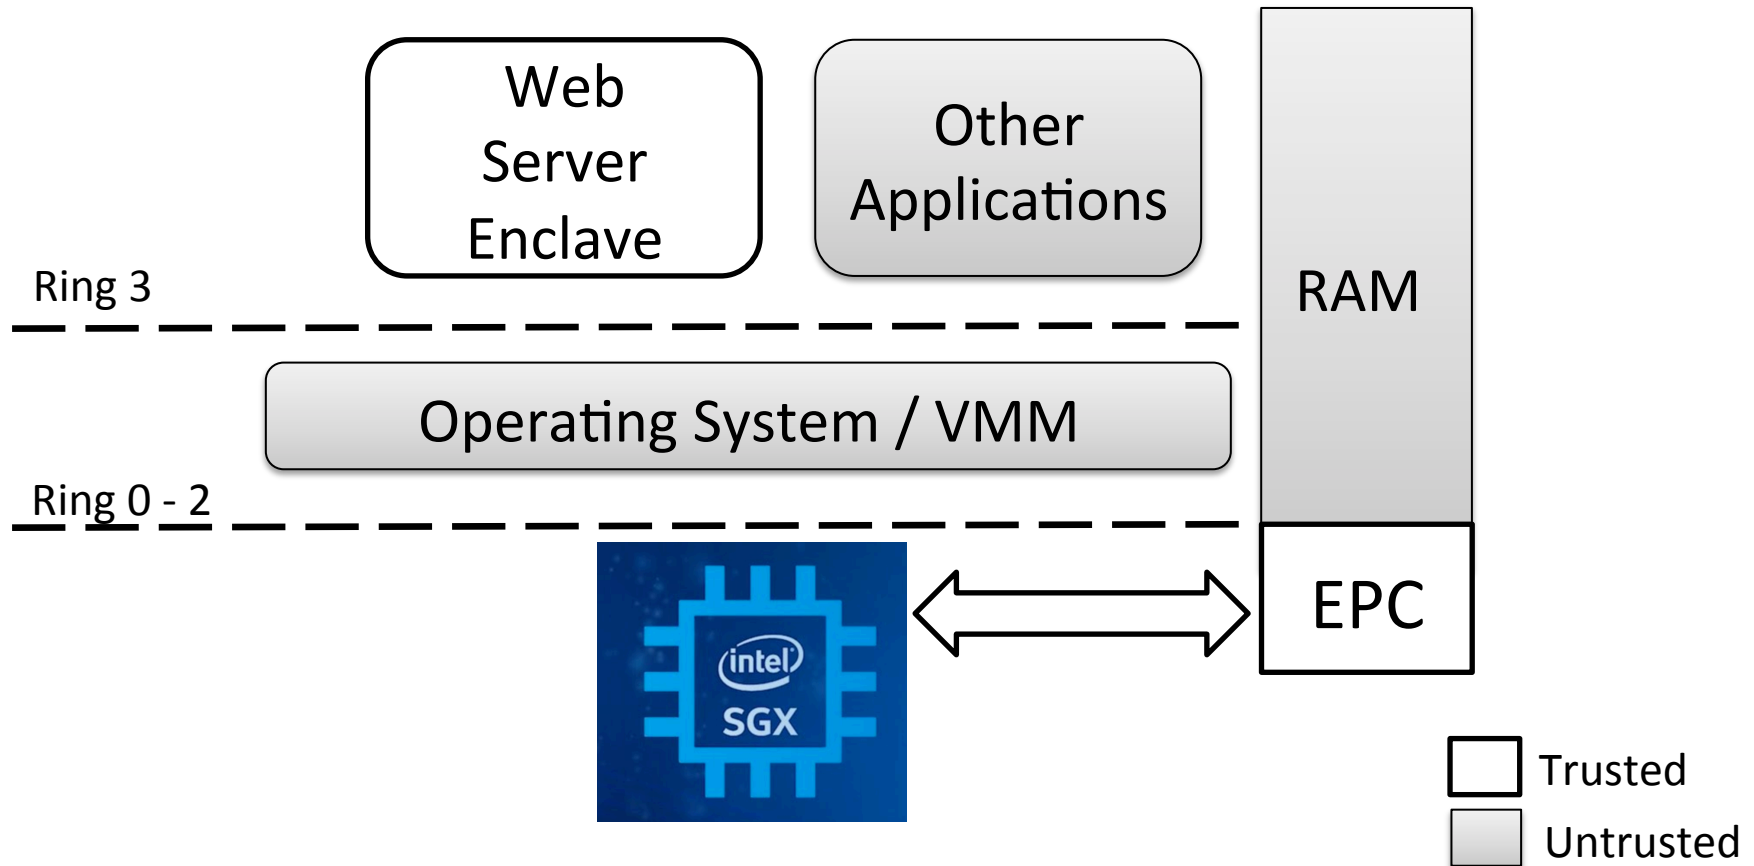 Web
Server
Enclave
Other
Applications
RAM
Ring 3
Operating System / VMM
Ring 0 - 2
EPC
intel
SGX
Trusted
Untrusted